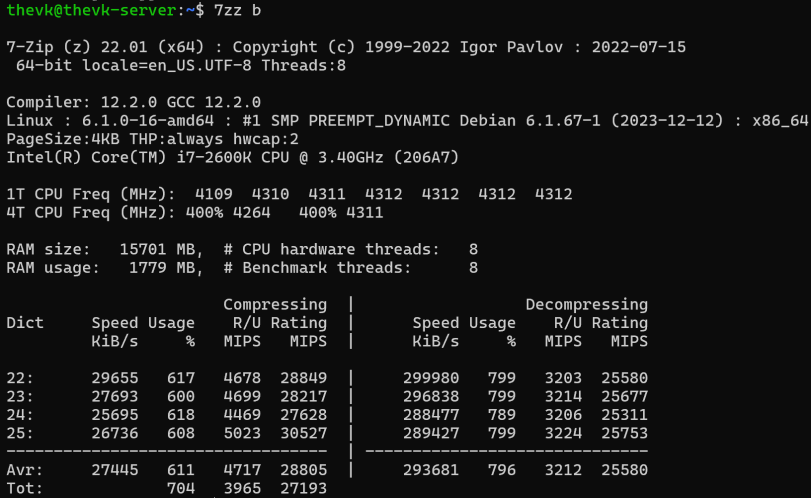 thevk@thevk-server:~$ 7zz b
7-Zip (z) 22.01 (x64) : Copyright (c) 1999-2022 Igor Pavlov : 2022-07-15
 64-bit locale=en_US.UTF-8 Threads:8
Compiler: 12.2.0 GCC 12.2.0
Linux : 6.1.0-16-amd64 : #1 SMP PREEMPT_DYNAMIC Debian 6.1.67-1 (2023-12-12) : x86_64
PageSize:4KB THP:always hwcap:2
Intel(R) Core(TM) i7-2600K CPU @ 3.40GHz (206A7)
1T CPU Freq (MHz):  4109  4310  4311  4312  4312  4312  4312
4T CPU Freq (MHz): 400% 4264   400% 4311
RAM size:   15701 MB,  # CPU hardware threads:   8
RAM usage:   1779 MB,  # Benchmark threads:      8
                       Compressing  |                  Decompressing
Dict     Speed Usage    R/U Rating  |      Speed Usage    R/U Rating
         KiB/s     %   MIPS   MIPS  |      KiB/s     %   MIPS   MIPS
22:      29655   617   4678  28849  |     299980   799   3203  25580
23:      27693   600   4699  28217  |     296838   799   3214  25677
24:      25695   618   4469  27628  |     288477   789   3206  25311
25:      26736   608   5023  30527  |     289427   799   3224  25753
----------------------------------  | ------------------------------
Avr:     27445   611   4717  28805  |     293681   796   3212  25580
Tot:             704   3965  27193